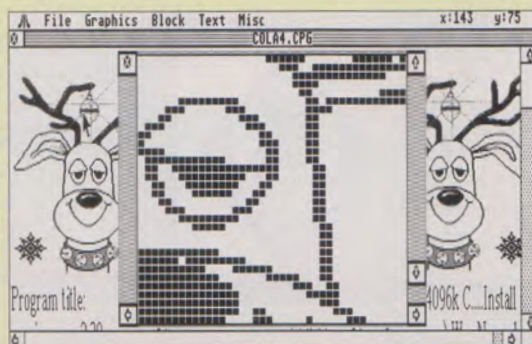 File Graphics Block Text Misc x:143 y:75
COLA4.CPG
Program title:
4096k C....Install